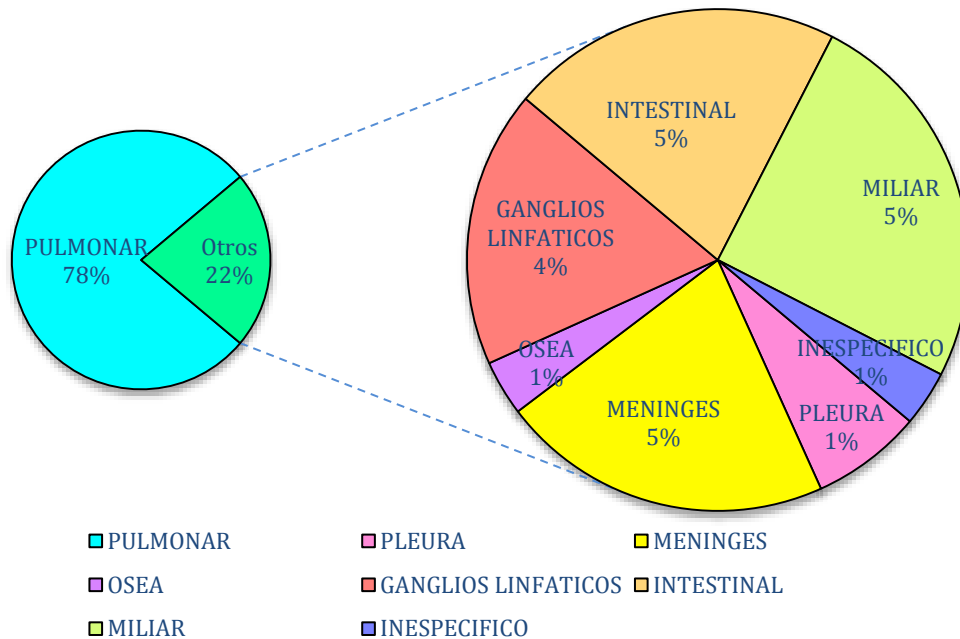 PULMONAR
78%
Otros
22%
INTESTINAL
5%
MILIAR
5%
GANGLIOS
LINFATICOS
4%
OSEA
1%
MENINGES
5%
PLEURA
1%
INESPECIFICO
1%
PULMONAR
PLEURA
MENINGES
OSEA
GANGLIOS LINFATICOS
INTESTINAL
MILIAR
INESPECIFICO